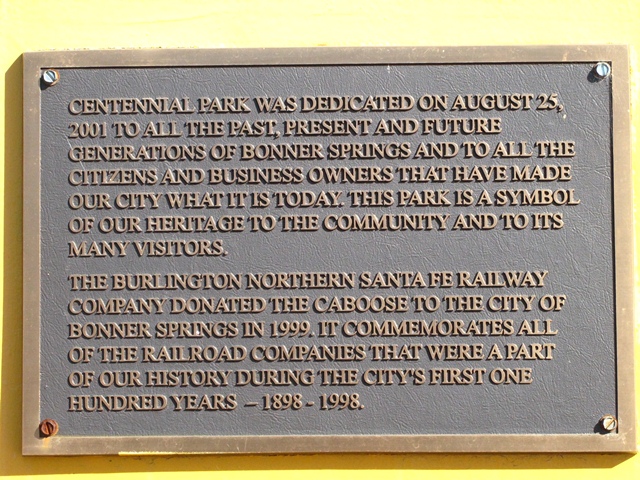 CENTENNIAL PARK WAS DEDICATED ON AUGUST 25,
2001 TO ALL THE PAST, PRESENT AND FUTURE
GENERATIONS OF BONNER SPRINGS AND TO ALL THE
CITIZENS AND BUSINESS OWNERS THAT HAVE MADE
OUR CITY WHAT IT IS TODAY. THIS PARK IS A SYMBOL
OF OUR HERITAGE TO THE COMMUNITY AND TO ITS
MANY VISITORS.
THE BURLINGTON NORTHERN SANTA FE RAILWAY
COMPANY DONATED THE CABOOSE TO THE CITY OF
BONNER SPRINGS IN 1999. IT COMMEMORATES ALL
OF THE RAILROAD COMPANIES THAT WERE A PART
OF OUR HISTORY DURING THE CITY'S FIRST ONE
HUNDRED YEARS – 1898 - 1998.